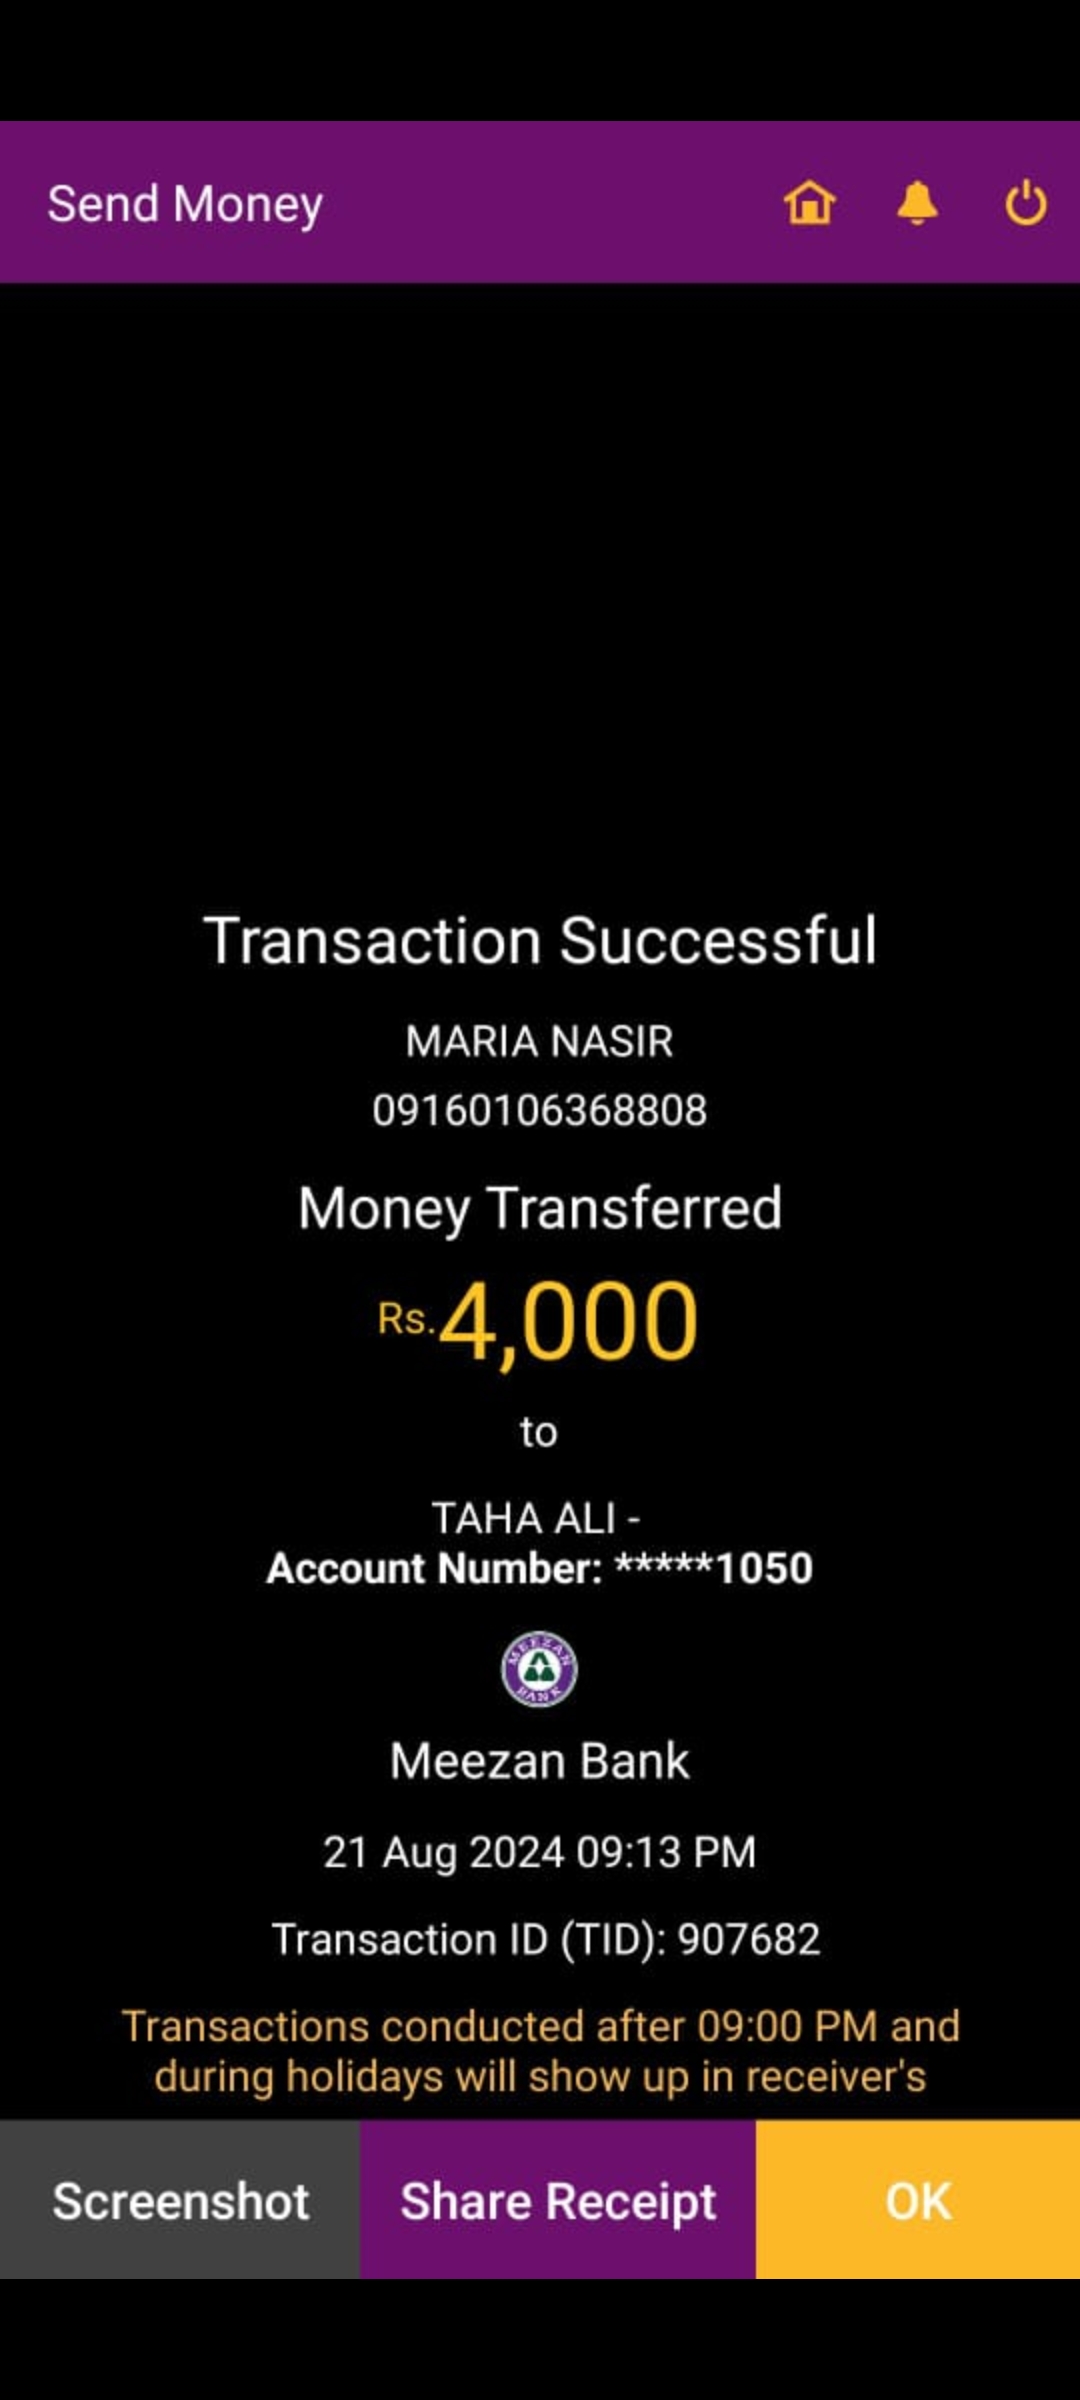 Send Money
Transaction Successful
MARIA NASIR
09160106368808
Money Transferred
Rs.4,000
to
TAHA ALI -
Account Number: *****1050
MEEZAN BANK
Meezan Bank
21 Aug 2024 09:13 PM
Transaction ID (TID): 907682
Transactions conducted after 09:00 PM and
during holidays will show up in receiver's
Screenshot Share Receipt OK